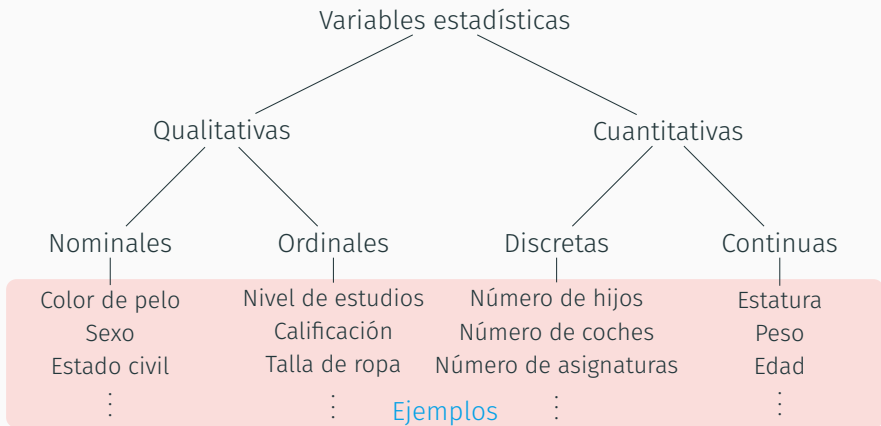 Variables estadísticas
Qualitativas
Cuantitativas
Nominales
Ordinales
Discretas
Continuas
Color de pelo
Sexo
Estado civil
⋮
Nivel de estudios
Calificación
Talla de ropa
⋮
Número de hijos
Número de coches
Número de asignaturas
⋮
Estatura
Peso
Edad
⋮
Ejemplos